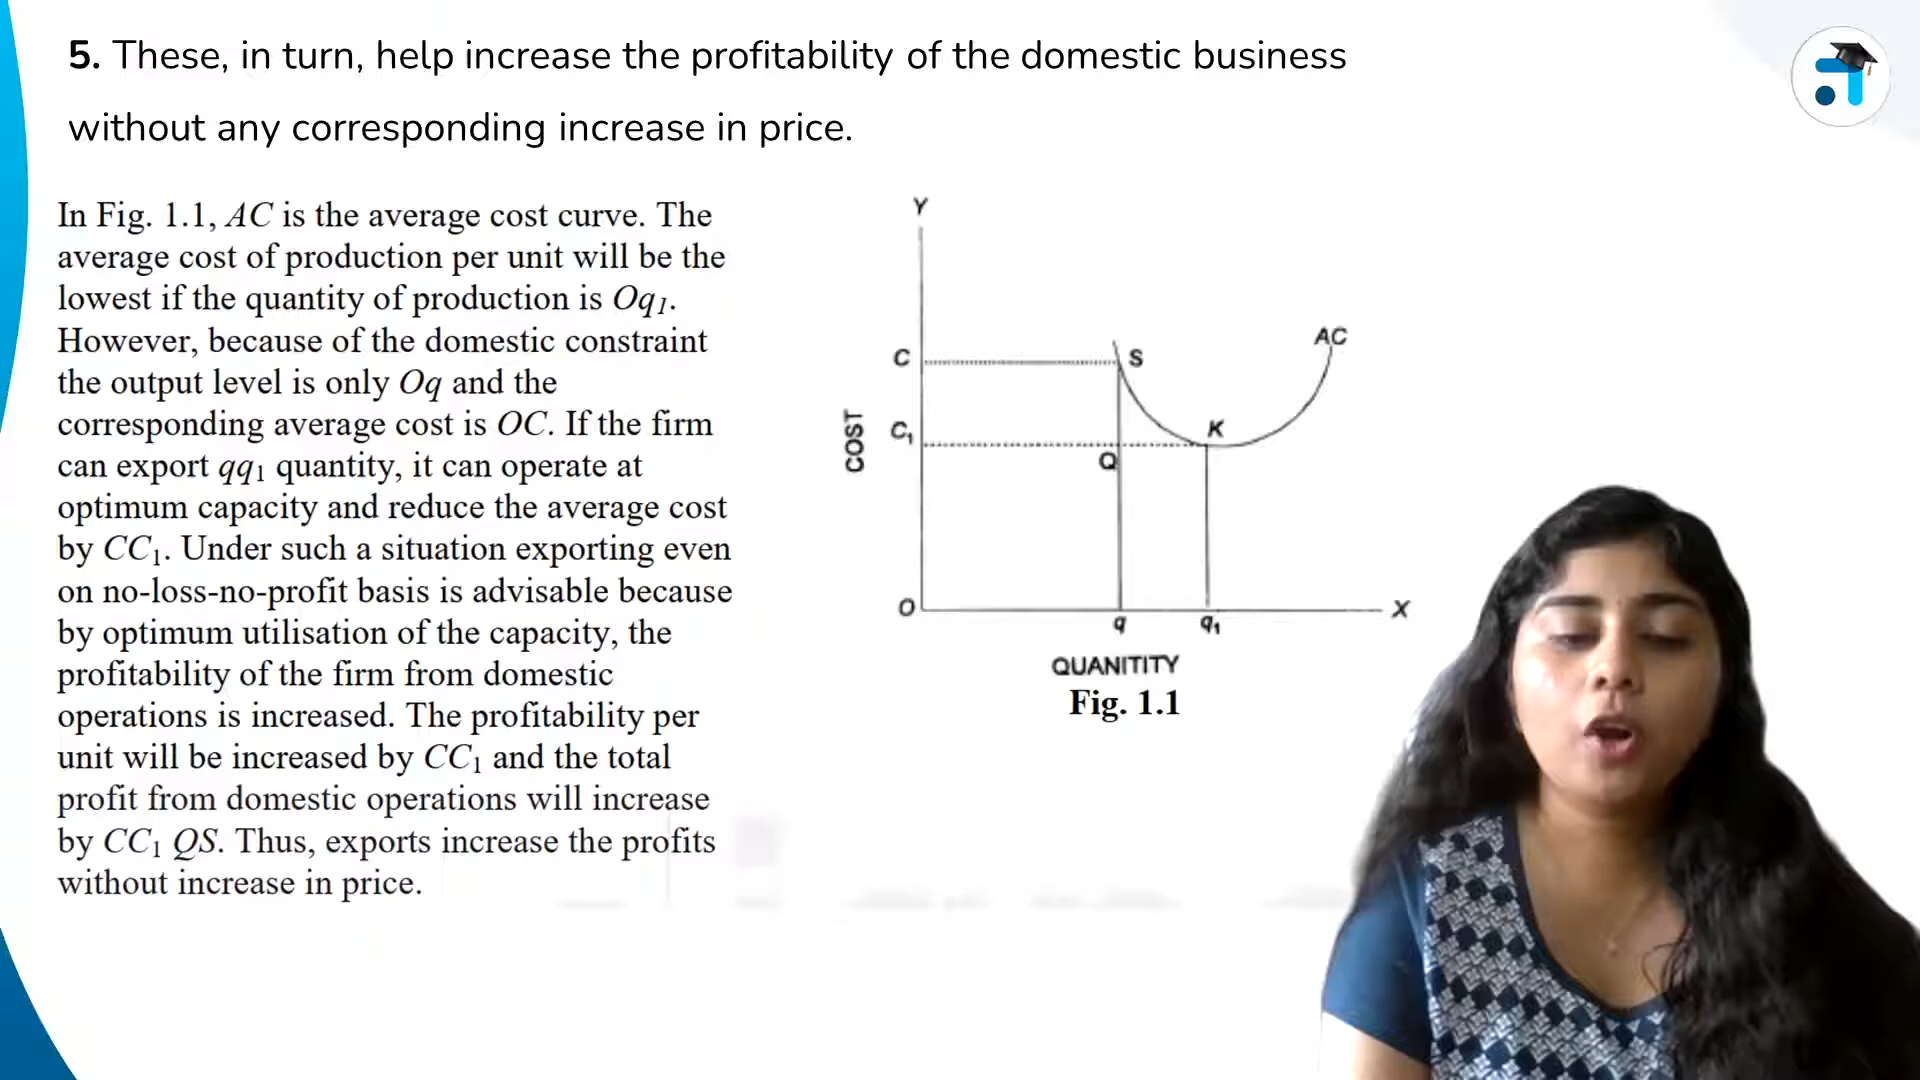 5. These, in turn, help increase the profitability of the domestic business
without any corresponding increase in price.
In Fig. 1.1, AC is the average cost curve. The
average cost of production per unit will be the
lowest if the quantity of production is Oq₁.
However, because of the domestic constraint
the output level is only Oq and the
corresponding average cost is OC. If the firm
can export qq₁ quantity, it can operate at
optimum capacity and reduce the average cost
by CC₁. Under such a situation exporting even
on no-loss-no-profit basis is advisable because
by optimum utilisation of the capacity, the
profitability of the firm from domestic
operations is increased. The profitability per
unit will be increased by CC₁ and the total
profit from domestic operations will increase
by CC₁ QS. Thus, exports increase the profits
without increase in price.
Y
AC
C
S
C₁
K
COST
Q
O
X
q
q₁
QUANITITY
Fig. 1.1